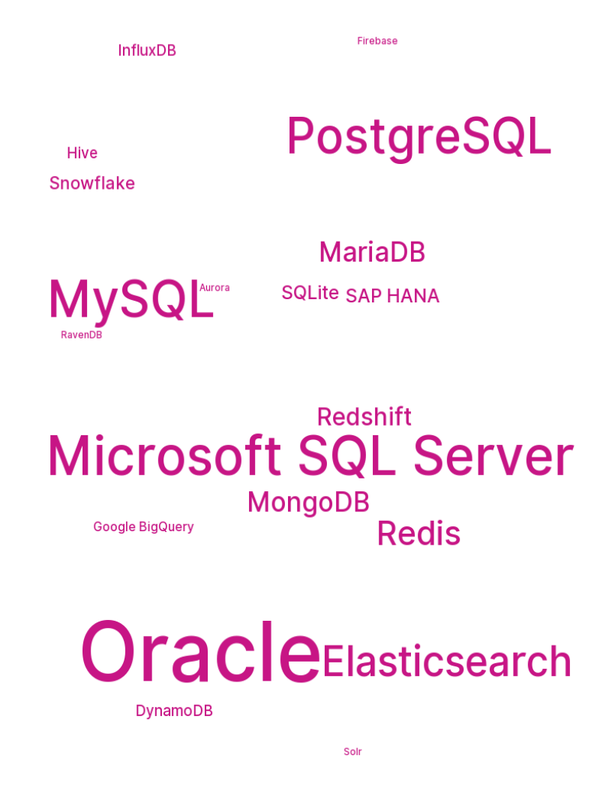 Firebase
InfluxDB
PostgreSQL
Hive
Snowflake
MariaDB
Aurora
MySQL
SQLite
SAP HANA
RavenDB
Redshift
Microsoft SQL Server
MongoDB
Google BigQuery
Redis
Oracle
Elasticsearch
DynamoDB
Solr